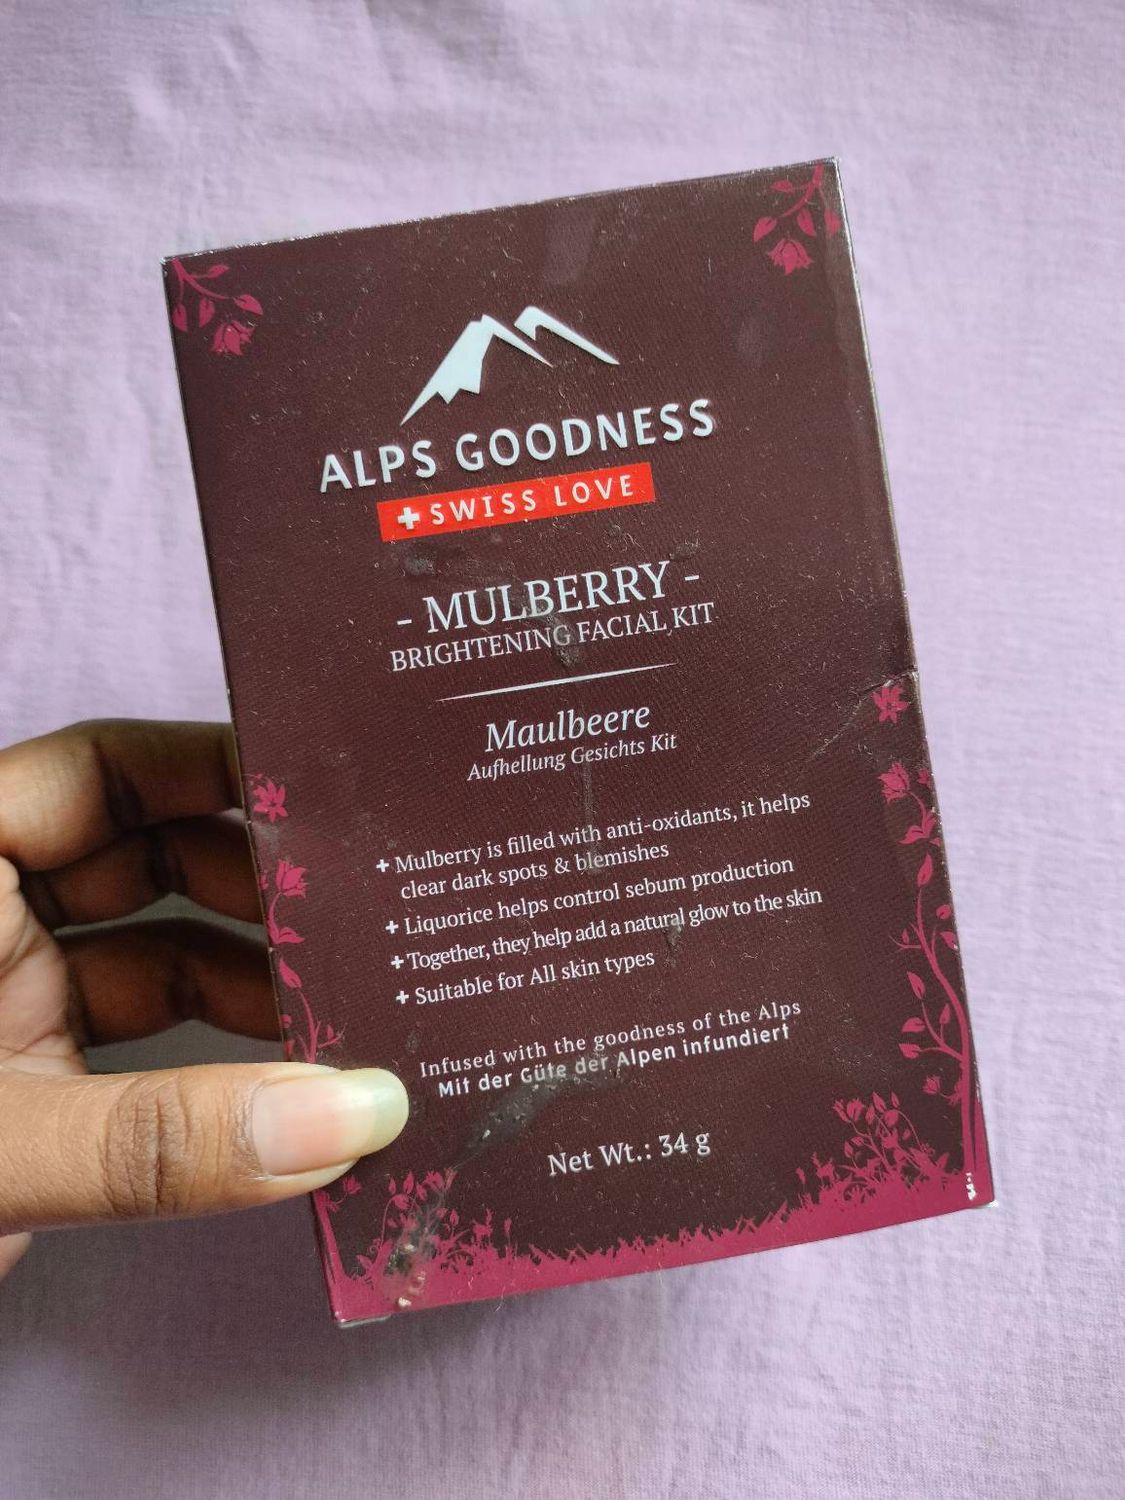 ALPS GOODNESS
+SWISS LOVE
- MULBERRY -
BRIGHTENING FACIAL KIT
Maulbeere
Aufhellung Gesichts Kit
+ Mulberry is filled with anti-oxidants, it helps
clear dark spots & blemishes
+ Liquorice helps control sebum production
+ Together, they help add a natural glow to the skin
+ Suitable for All skin types
Infused with the goodness of the Alps
Mit der Güte der Alpen infundiert
Net Wt.: 34 g